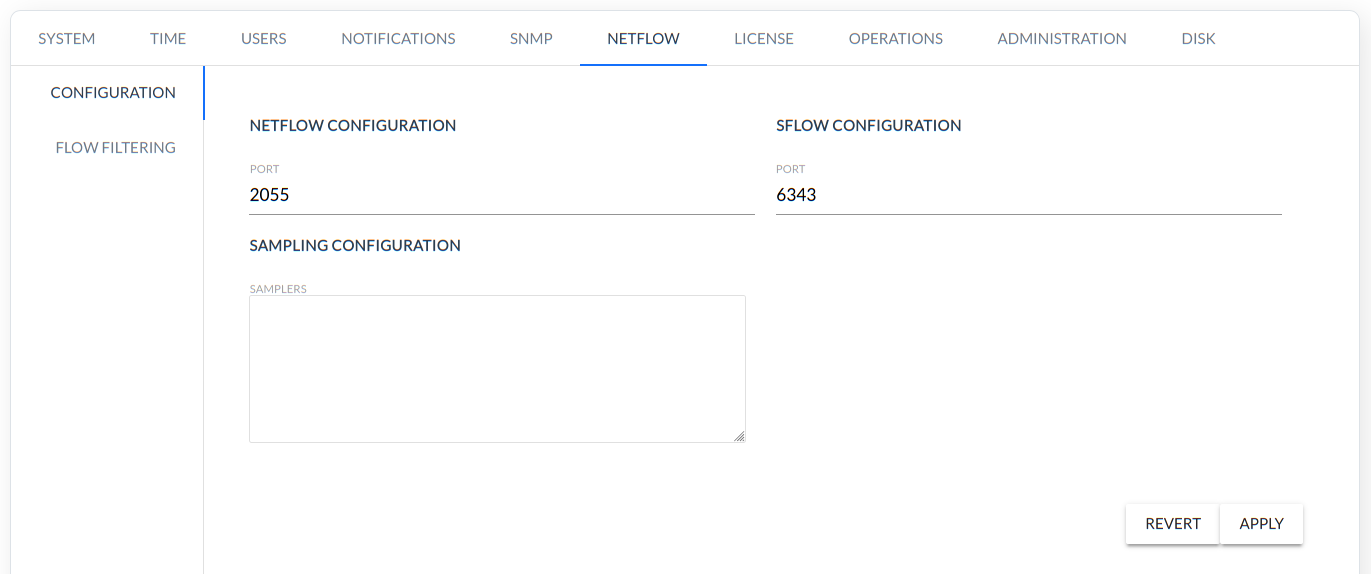 SYSTEM TIME USERS NOTIFICATIONS SNMP NETFLOW LICENSE OPERATIONS ADMINISTRATION DISK
CONFIGURATION
FLOW FILTERING
NETFLOW CONFIGURATION
PORT
2055
SFLOW CONFIGURATION
PORT
6343
SAMPLING CONFIGURATION
SAMPLERS
REVERT APPLY